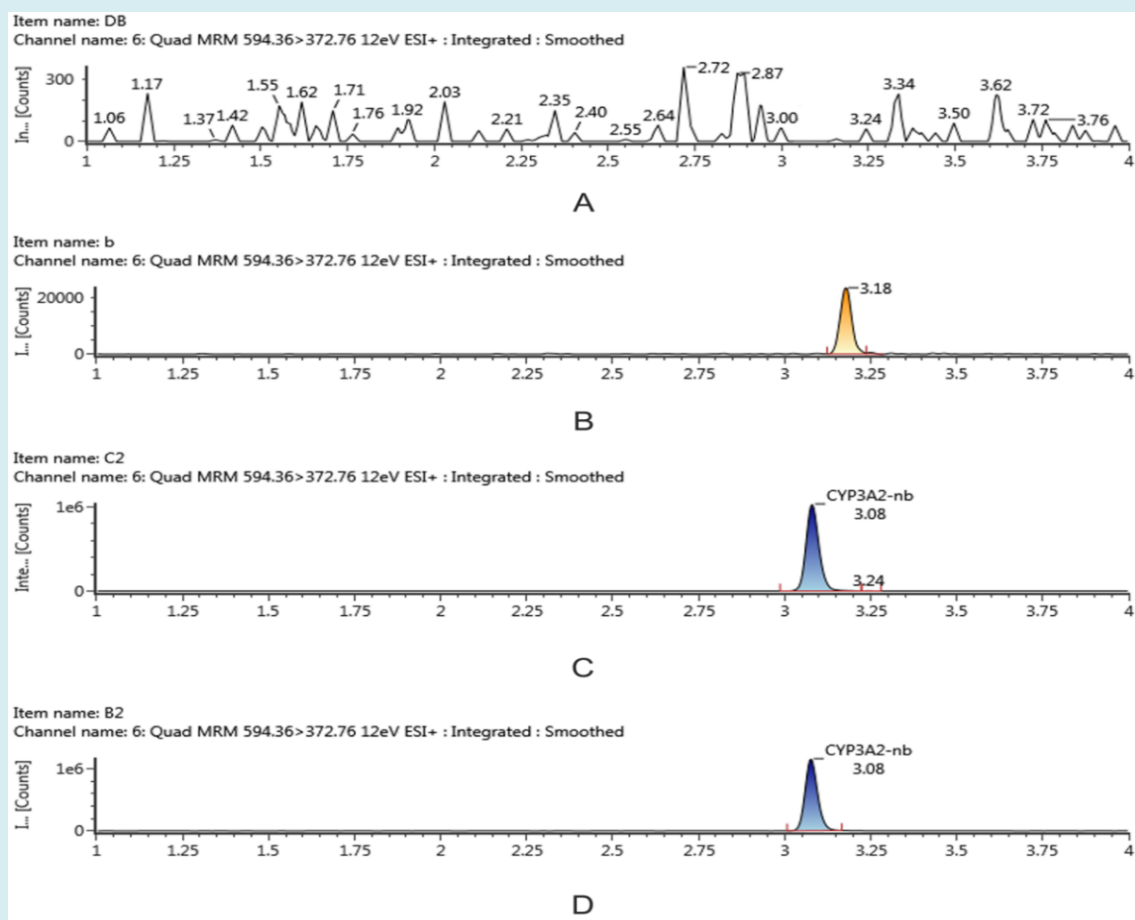 Item name: DB
Channel name: 6: Quad MRM 594.36>372.76 12eV ESI+ : Integrated : Smoothed
In... [Counts]
300
0
1.06
1.17
1.37
1.42
1.55
1.62
1.71
1.76
1.92
2.03
2.21
2.35
2.40
2.55
2.64
2.72
2.87
3.00
3.24
3.34
3.50
3.62
3.72
3.76
1 1.25 1.5 1.75 2 2.25 2.5 2.75 3 3.25 3.5 3.75 4
A
Item name: b
Channel name: 6: Quad MRM 594.36>372.76 12eV ESI+ : Integrated : Smoothed
I... [Counts]
20000
0
3.18
1 1.25 1.5 1.75 2 2.25 2.5 2.75 3 3.25 3.5 3.75 4
B
Item name: C2
Channel name: 6: Quad MRM 594.36>372.76 12eV ESI+ : Integrated : Smoothed
Inte... [Counts]
1e6
0
CYP3A2-nb
3.08
3.24
1 1.25 1.5 1.75 2 2.25 2.5 2.75 3 3.25 3.5 3.75 4
C
Item name: B2
Channel name: 6: Quad MRM 594.36>372.76 12eV ESI+ : Integrated : Smoothed
I... [Counts]
1e6
0
CYP3A2-nb
3.08
1 1.25 1.5 1.75 2 2.25 2.5 2.75 3 3.25 3.5 3.75 4
D